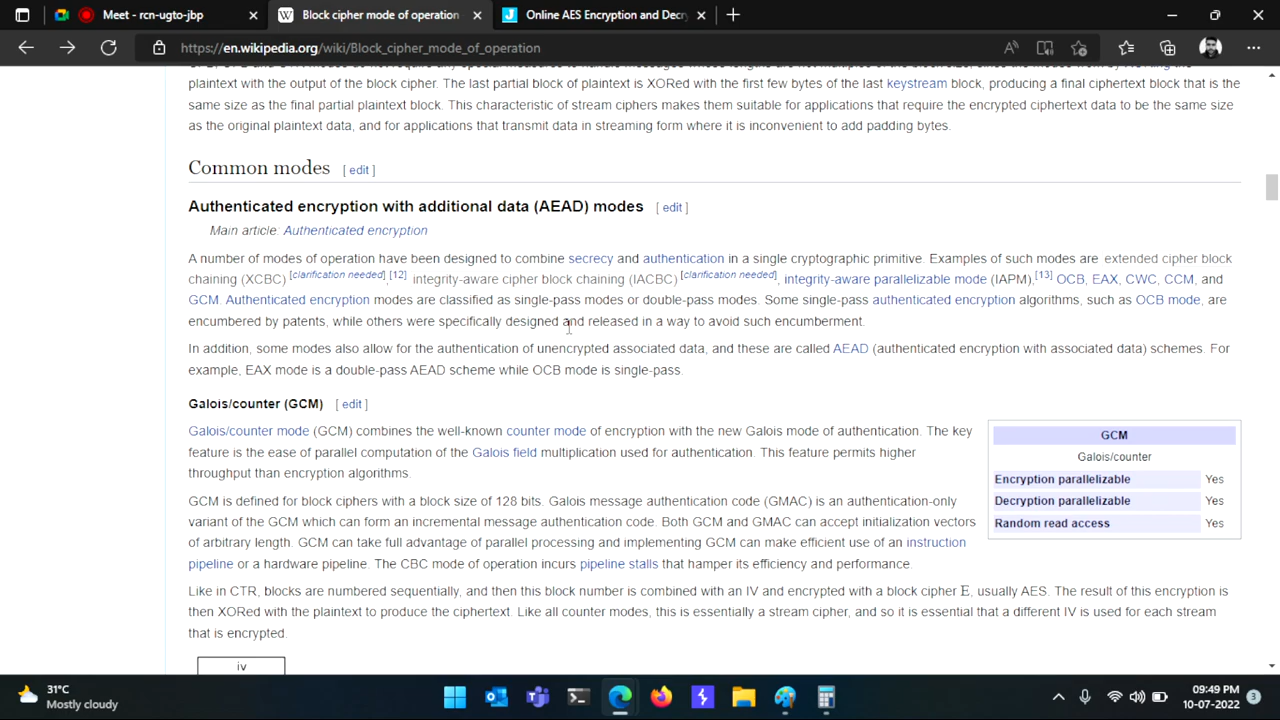 Meet - rcn-ugto-jbp
Block cipher mode of operation
Online AES Encryption and Decry
https://en.wikipedia.org/wiki/Block_cipher_mode_of_operation
plaintext with the output of the block cipher. The last partial block of plaintext is XORed with the first few bytes of the last keystream block, producing a final ciphertext block that is the
same size as the final partial plaintext block. This characteristic of stream ciphers makes them suitable for applications that require the encrypted ciphertext data to be the same size
as the original plaintext data, and for applications that transmit data in streaming form where it is inconvenient to add padding bytes.
Common modes [ edit ]
Authenticated encryption with additional data (AEAD) modes [ edit ]
Main article: Authenticated encryption
A number of modes of operation have been designed to combine secrecy and authentication in a single cryptographic primitive. Examples of such modes are extended cipher block
chaining (XCBC) [clarification needed],[12] integrity-aware cipher block chaining (IACBC) [clarification needed], integrity-aware parallelizable mode (IAPM),[13] OCB, EAX, CWC, CCM, and
GCM. Authenticated encryption modes are classified as single-pass modes or double-pass modes. Some single-pass authenticated encryption algorithms, such as OCB mode, are
encumbered by patents, while others were specifically designed and released in a way to avoid such encumberment.
In addition, some modes also allow for the authentication of unencrypted associated data, and these are called AEAD (authenticated encryption with associated data) schemes. For
example, EAX mode is a double-pass AEAD scheme while OCB mode is single-pass.
Galois/counter (GCM) [ edit ]
Galois/counter mode (GCM) combines the well-known counter mode of encryption with the new Galois mode of authentication. The key
feature is the ease of parallel computation of the Galois field multiplication used for authentication. This feature permits higher
throughput than encryption algorithms.
GCM is defined for block ciphers with a block size of 128 bits. Galois message authentication code (GMAC) is an authentication-only
variant of the GCM which can form an incremental message authentication code. Both GCM and GMAC can accept initialization vectors
of arbitrary length. GCM can take full advantage of parallel processing and implementing GCM can make efficient use of an instruction
pipeline or a hardware pipeline. The CBC mode of operation incurs pipeline stalls that hamper its efficiency and performance.
GCM
Galois/counter
Encryption parallelizable Yes
Decryption parallelizable Yes
Random read access Yes
Like in CTR, blocks are numbered sequentially, and then this block number is combined with an IV and encrypted with a block cipher E, usually AES. The result of this encryption is
then XORed with the plaintext to produce the ciphertext. Like all counter modes, this is essentially a stream cipher, and so it is essential that a different IV is used for each stream
that is encrypted.
iv
31°C
Mostly cloudy
09:49 PM
10-07-2022
3